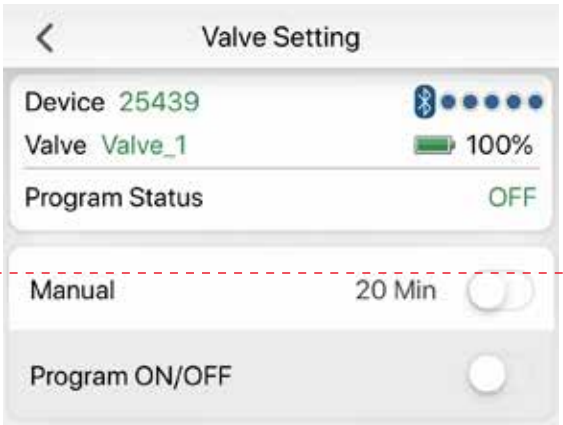 Valve Setting
Device 25439
Valve Valve_1 100%
Program Status OFF
Manual 20 Min
Program ON/OFF